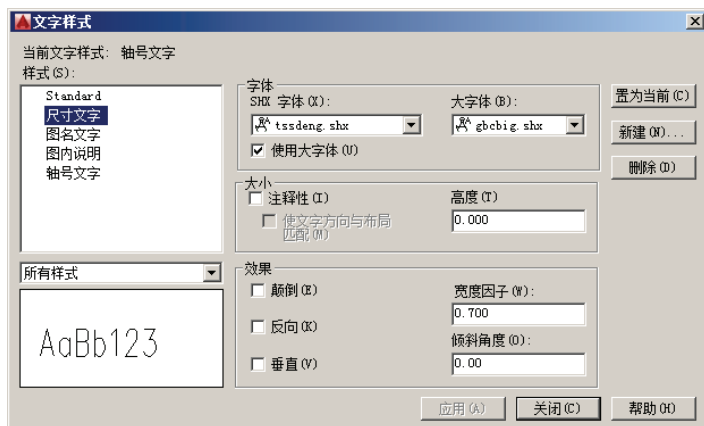 文字样式
当前文字样式: 轴号文字
样式(S):
Standard
尺寸文字
图名文字
图内说明
轴号文字
所有样式
AaBb123
字体
SHX 字体(X):
tssdeng.shx
大字体(B):
gbcbig.shx
使用大字体(U)
大小
注释性(I)
使文字方向与布局
匹配(M)
高度(T)
0.000
效果
颠倒(E)
反向(K)
垂直(V)
宽度因子(W):
0.700
倾斜角度(O):
0.00
置为当前(C)
新建(N)...
删除(D)
应用(A)
关闭(C)
帮助(H)